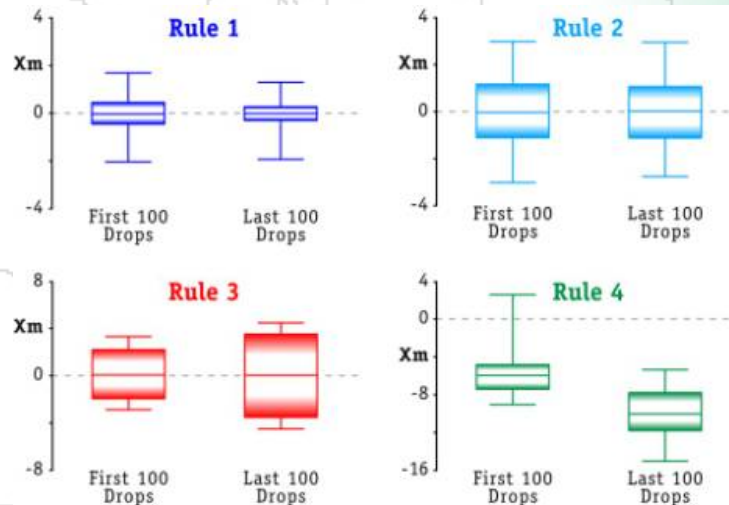 4
Rule 1
Xm
0
-4
First 100
Drops
Last 100
Drops
4
Rule 2
Xm
0
-4
First 100
Drops
Last 100
Drops
8
Rule 3
Xm
0
-8
First 100
Drops
Last 100
Drops
4
Rule 4
0
Xm
-8
-16
First 100
Drops
Last 100
Drops